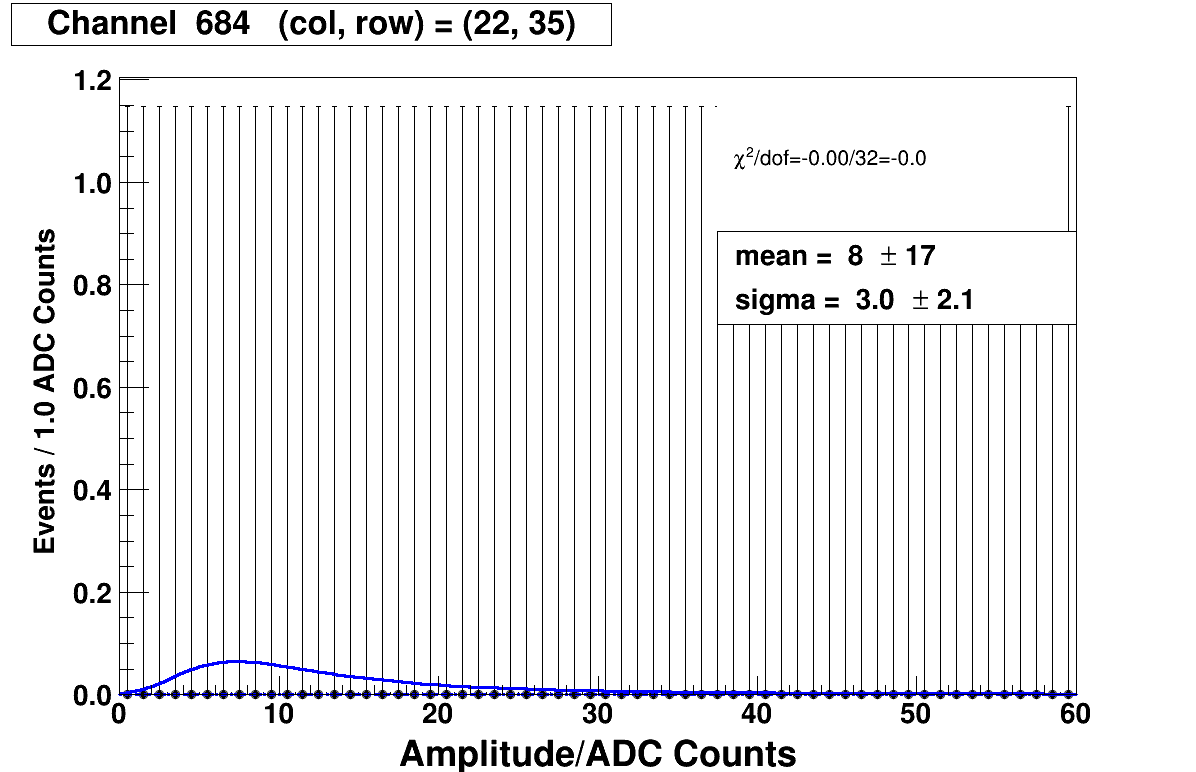 Channel 684 (col, row) = (22, 35)
χ²/dof=-0.00/32=-0.0
mean = 8 ± 17
sigma = 3.0 ± 2.1
Events / 1.0 ADC Counts
1.2
1.0
0.8
0.6
0.4
0.2
0.0
0 10 20 30 40 50 60
Amplitude/ADC Counts